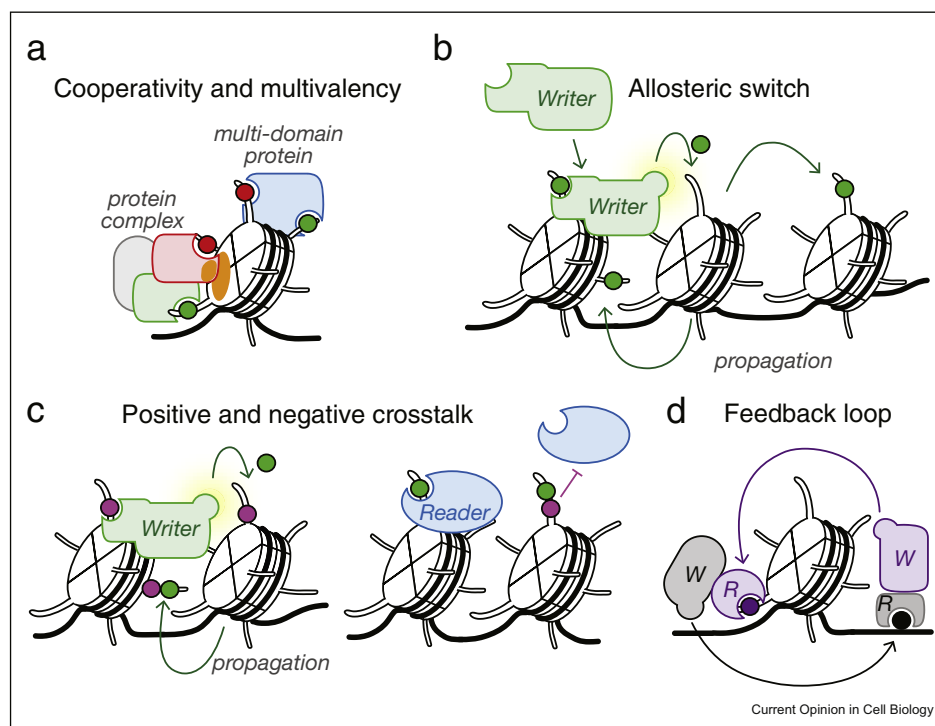 a
Cooperativity and multivalency
multi-domain
protein
protein
complex
b
Allosteric switch
Writer
Writer
propagation
c
Positive and negative crosstalk
Writer
Reader
propagation
d
Feedback loop
W
R
W
R
Current Opinion in Cell Biology